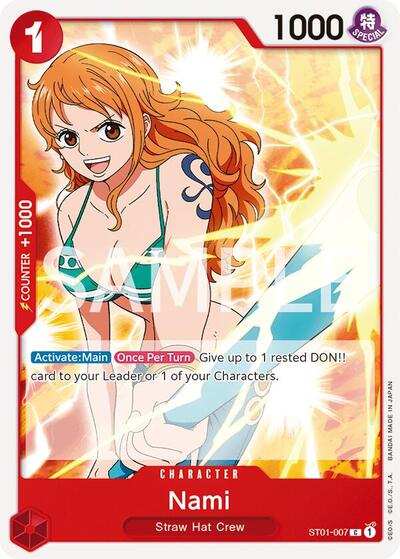 1
1000
特
SPECIAL
COUNTER +1000
SAMPLE
Activate:Main Once Per Turn Give up to 1 rested DON!!
card to your Leader or 1 of your Characters.
CHARACTER
Nami
Straw Hat Crew
ST01-007 C 1
©E.O./S., T.A. BANDAI MADE IN JAPAN
©EO/S